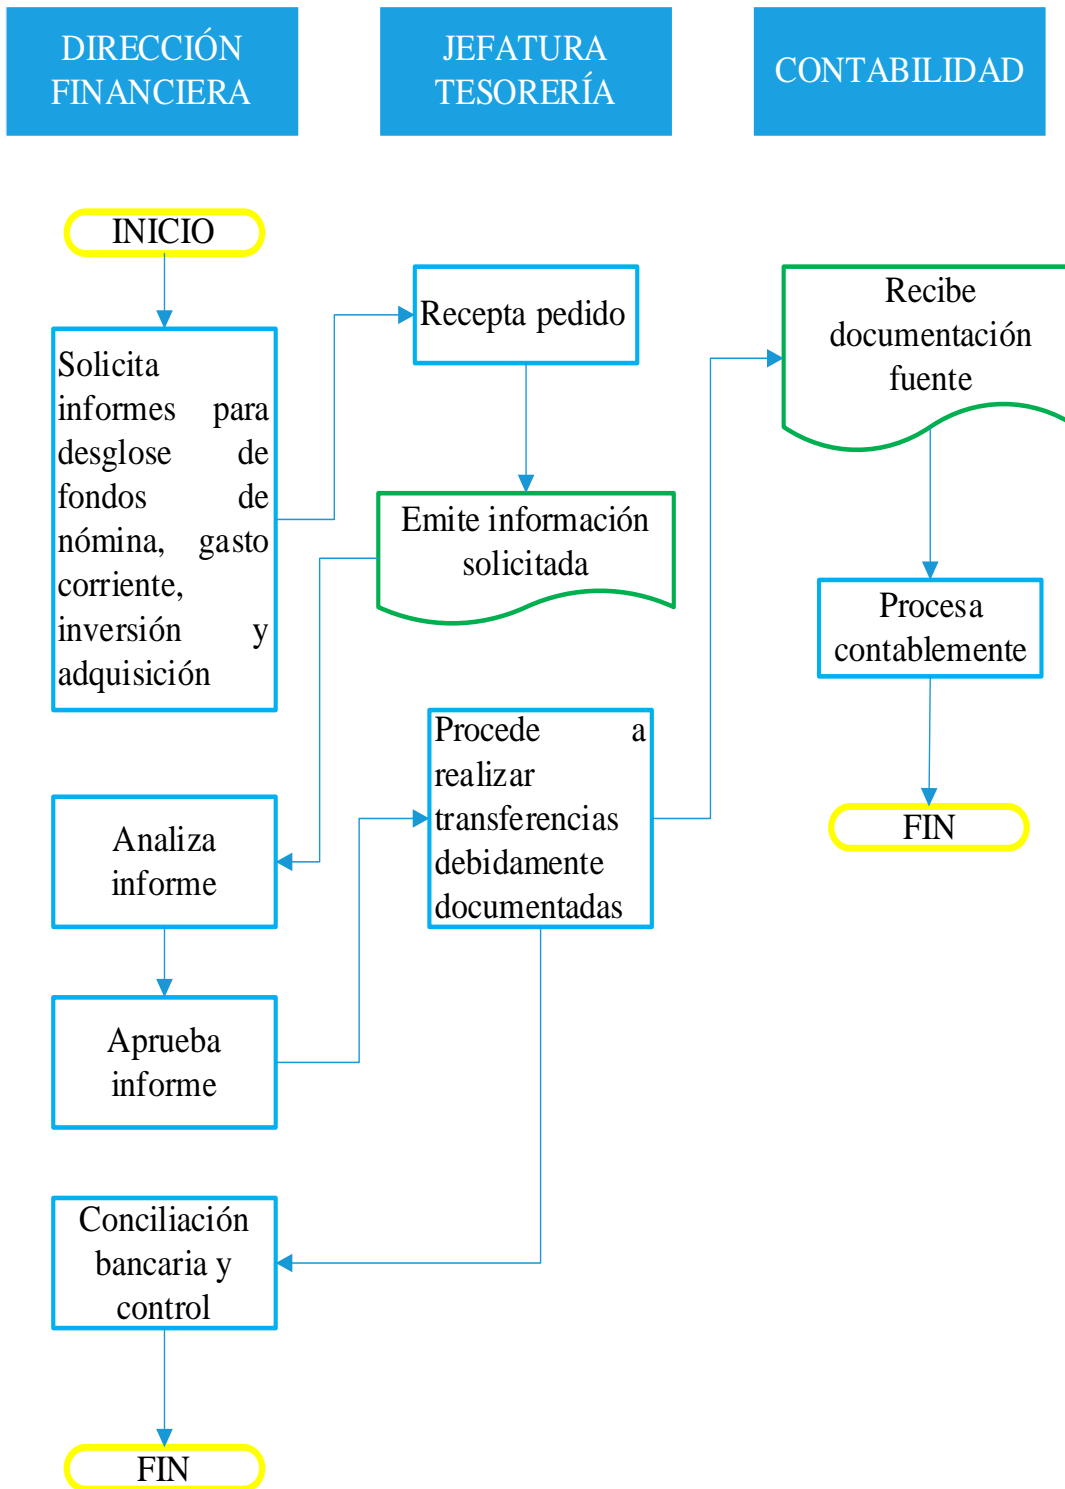 DIRECCIÓN
FINANCIERA
JEFATURA
TESORERÍA
CONTABILIDAD
INICIO
Solicita
informes para
desglose de
fondos de
nómina, gasto
corriente,
inversión y
adquisición
Recepta pedido
Emite información
solicitada
Analiza
informe
Aprueba
informe
Procede a
realizar
transferencias
debidamente
documentadas
Recibe
documentación
fuente
Procesa
contablemente
FIN
Conciliación
bancaria y
control
FIN